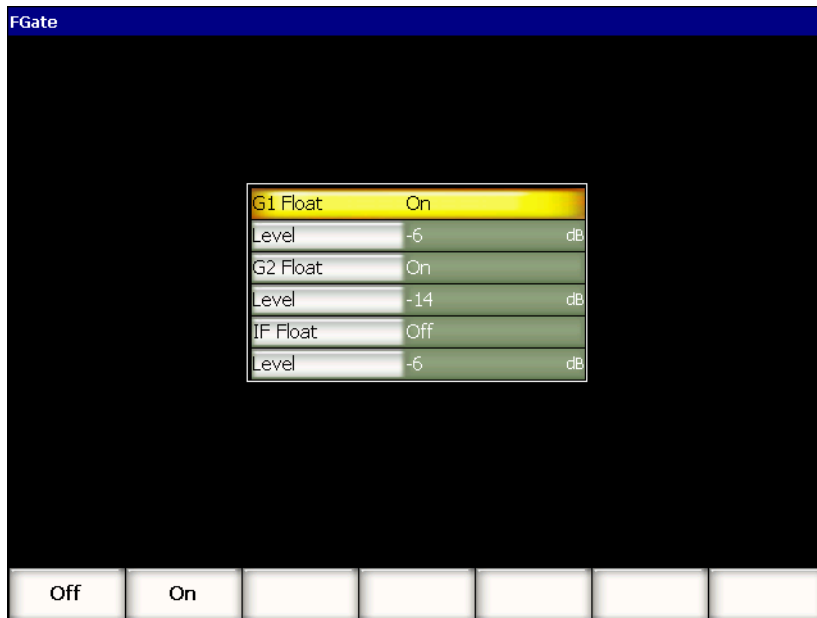 FGate
G1 Float On
Level -6 dB
G2 Float On
Level -14 dB
IF Float Off
Level -6 dB
Off On